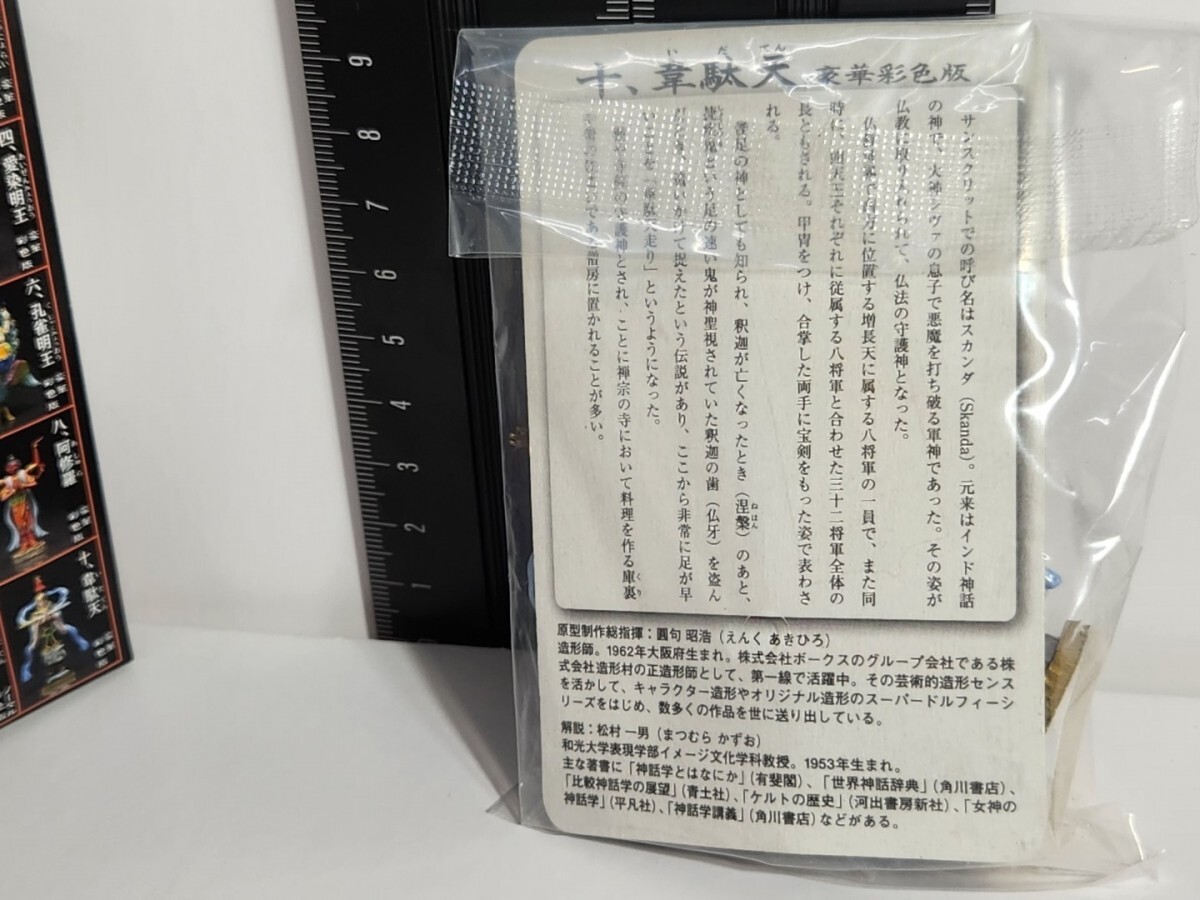 十、韋駄天 豪華彩色版
いだてん
サンスクリットでの呼び名はスカンダ（Skanda）。元来はインド神話
の神で、大神シヴァの息子で悪魔を打ち破る軍神であった。その姿が
仏教に取り入れられて、仏法の守護神となった。
に位置する増長天に属する八将軍の一員で、また同
時に、四天王それぞれに従属する八将軍と合わせた三十二将軍全体の
長ともされる。甲冑をつけ、合掌した両手に宝剣をもった姿で表わさ
れる。
足の神としても知られ、釈迦が亡くなったとき（涅槃）のあと、
ねはん
鬼という足の速い鬼が神聖視されていた釈迦の歯（仏牙）を盗ん
追いかけて捉えたという伝説があり、ここから非常に足が早
いことを「韋駄天走り」というようになった。
の守護神とされ、ことに禅宗の寺において料理を作る庫裏
くり
房に置かれることが多い。
原型制作総指揮：圓句 昭浩（えんく あきひろ）
造形師。1962年大阪府生まれ。株式会社ボークスのグループ会社である株
式会社造形村の正造形師として、第一線で活躍中。その芸術的造形センス
を活かして、キャラクター造形やオリジナル造形のスーパードルフィーシ
リーズをはじめ、数多くの作品を世に送り出している。
解説：松村 一男（まつむら かずお）
和光大学表現学部イメージ文化学科教授。1953年生まれ。
主な著書に「神話学とはなにか」（有斐閣）、「世界神話辞典」（角川書店）、
「比較神話学の展望」（青土社）、「ケルトの歴史」（河出書房新社）、「女神の
神話学」（平凡社）、「神話学講義」（角川書店）などがある。
四、愛染明王
六、孔雀明王
八、阿修羅
十、韋駄天
9
8
7
6
5
4
3
2
1